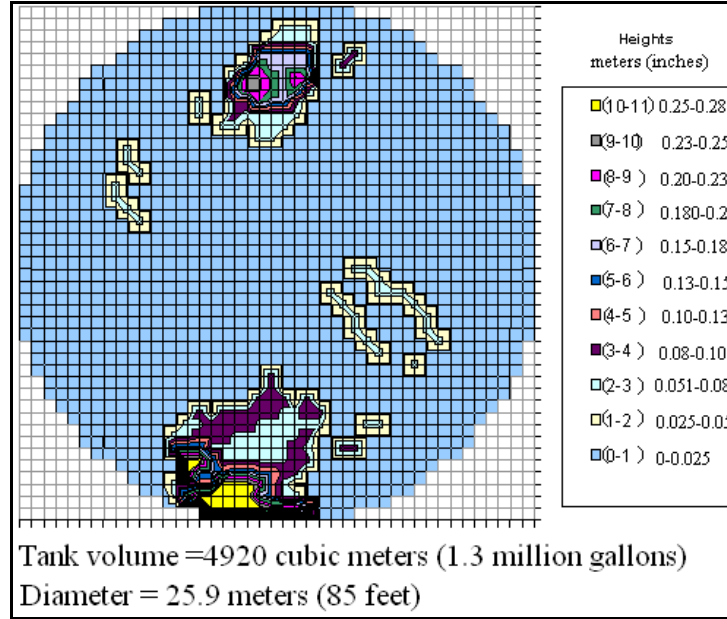 Heights
meters (inches)
(10-11) 0.25-0.28
(9-10) 0.23-0.25
(8-9 ) 0.20-0.23
(7-8 ) 0.180-0.2
(6-7 ) 0.15-0.18
(5-6 ) 0.13-0.15
(4-5 ) 0.10-0.13
(3-4 ) 0.08-0.10
(2-3 ) 0.051-0.08
(1-2 ) 0.025-0.05
(0-1 ) 0-0.025
Tank volume =4920 cubic meters (1.3 million gallons)
Diameter = 25.9 meters (85 feet)